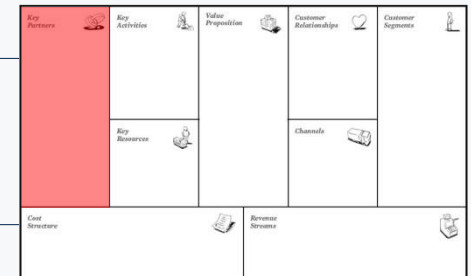 Key
Partners
Key
Activities
Value
Proposition
Customer
Relationships
Customer
Segments
Key
Resources
Channels
Cost
Structure
Revenue
Streams